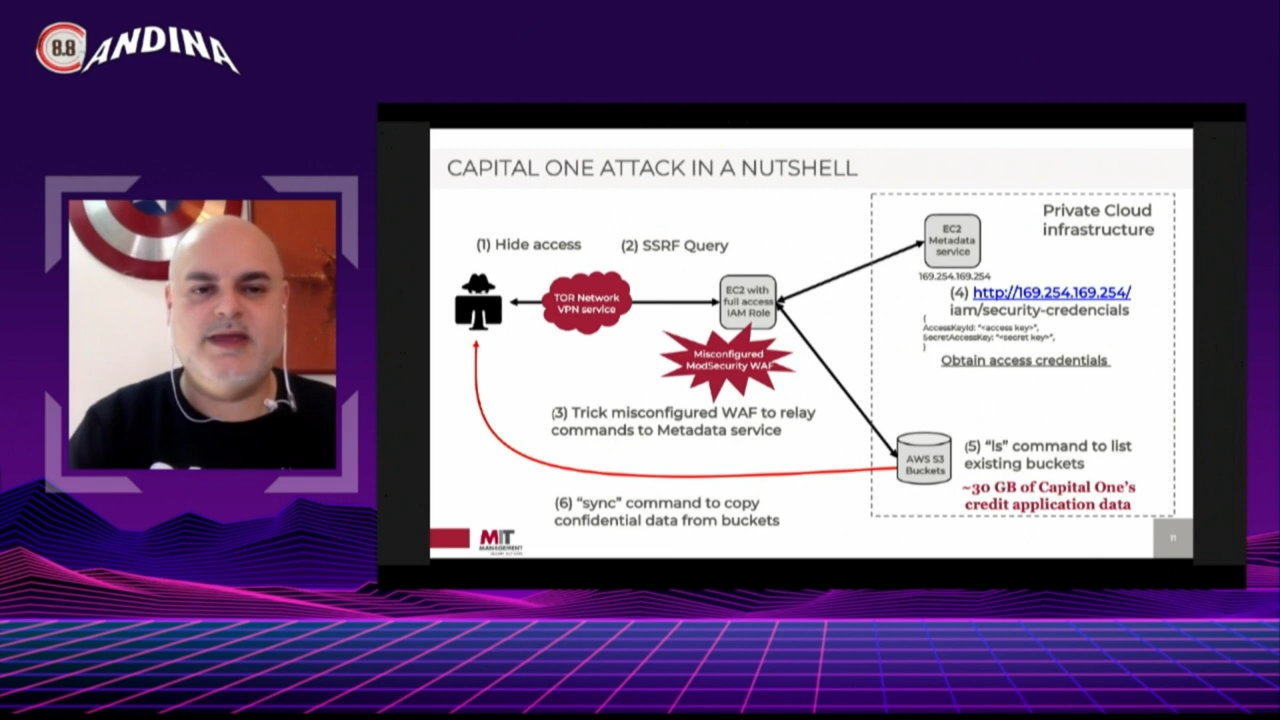 8.8
ANDINA
CAPITAL ONE ATTACK IN A NUTSHELL
Private Cloud
infrastructure
(1) Hide access
(2) SSRF Query
EC2
Metadata
service
169.254.169.254
TOR Network
VPN service
EC2 with
full access
IAM Role
(4) http://169.254.169.254/
iam/security-credencials
{
AccessKeyId: "<access key>",
SecretAccessKey: "<secret key>",
}
Obtain access credentials
Misconfigured
ModSecurity WAF
(3) Trick misconfigured WAF to relay
commands to Metadata service
AWS S3
Buckets
(5) "ls" command to list
existing buckets
~30 GB of Capital One's
credit application data
(6) "sync" command to copy
confidential data from buckets
MIT
MANAGEMENT
11